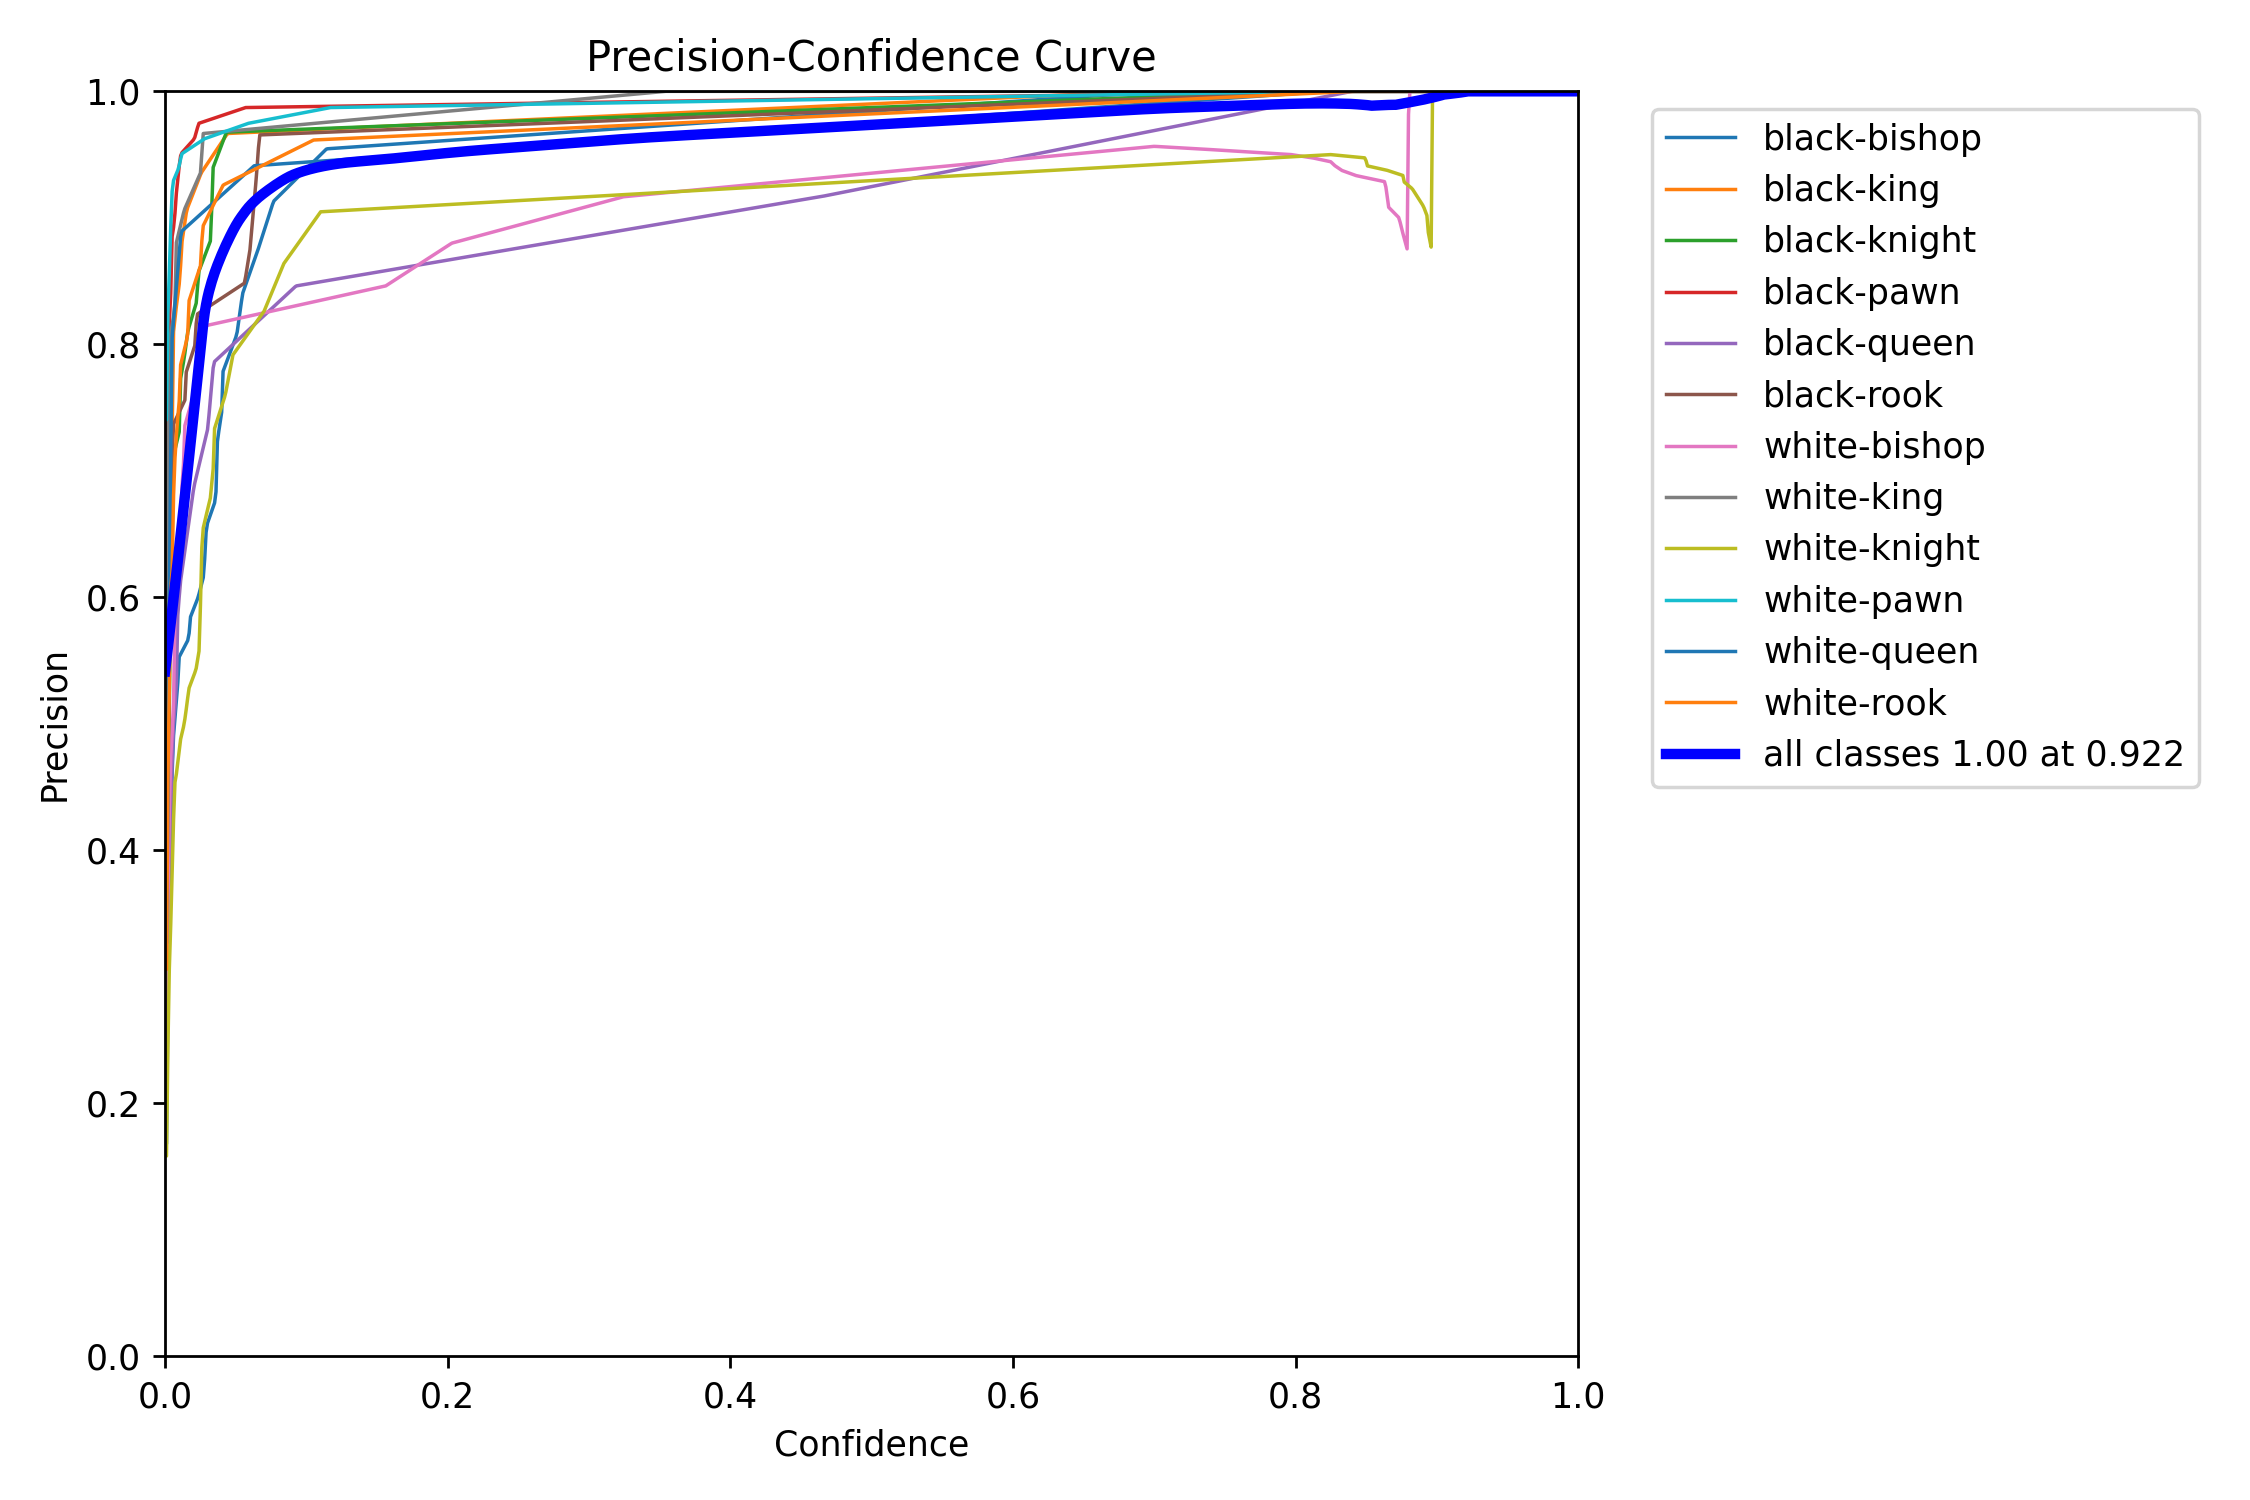 Precision-Confidence Curve
1.0
0.8
0.6
0.4
0.2
0.0
Precision
0.0 0.2 0.4 0.6 0.8 1.0
Confidence
black-bishop
black-king
black-knight
black-pawn
black-queen
black-rook
white-bishop
white-king
white-knight
white-pawn
white-queen
white-rook
all classes 1.00 at 0.922